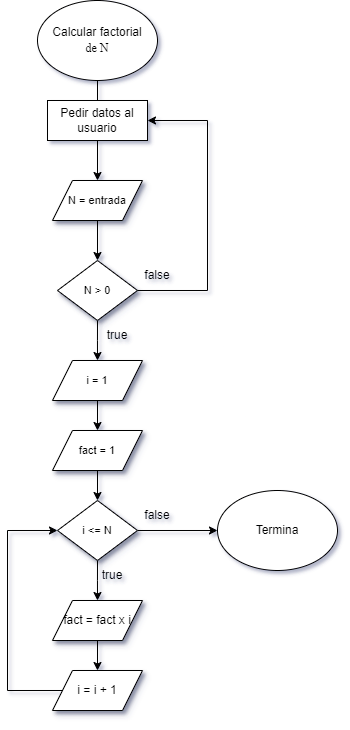 Calcular factorial
de N
Pedir datos al
usuario
N = entrada
N > 0
false
true
i = 1
fact = 1
i <= N
false
Termina
true
fact = fact x i
i = i + 1